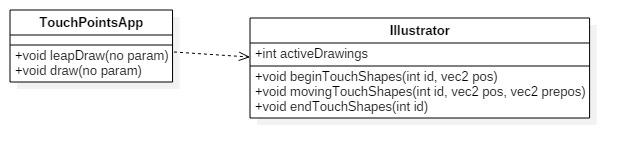 TouchPointsApp
+void leapDraw(no param)
+void draw(no param)
Illustrator
+int activeDrawings
+void beginTouchShapes(int id, vec2 pos)
+void movingTouchShapes(int id, vec2 pos, vec2 prepos)
+void endTouchShapes(int id)